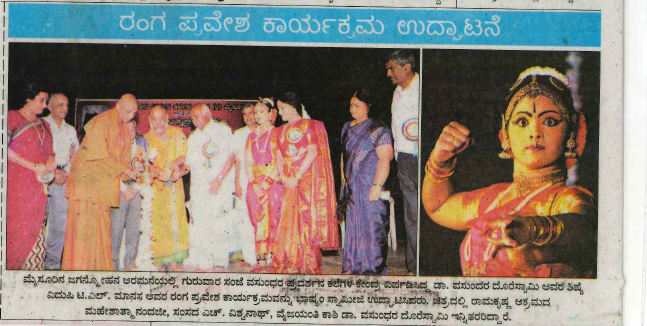 ರಂಗ ಪ್ರವೇಶ ಕಾರ್ಯಕ್ರಮ ಉದ್ಘಾಟನೆ
ಮೈಸೂರಿನ ಜಗನ್ಮೋಹನ ಅರಮನೆಯಲ್ಲಿ ಗುರುವಾರ ಸಂಜೆ ವಸುಂಧರ ಪ್ರದರ್ಶನ ಕಲೆಗಳ ಕೇಂದ್ರ ಏರ್ಪಡಿಸಿದ್ದ ಡಾ. ವಸುಂದರ ದೊರೆಸ್ವಾಮಿ ಅವರ ಶಿಷ್ಯೆ
ವಿದುಷಿ ಟಿ.ಎಲ್. ಮಾನಸ ಅವರ ರಂಗ ಪ್ರವೇಶ ಕಾರ್ಯಕ್ರಮವನ್ನು ಭಾಷ್ಯಂ ಸ್ವಾಮೀಜಿ ಉದ್ಘಾಟಿಸಿದರು. ಚಿತ್ರದಲ್ಲಿ ರಾಮಕೃಷ್ಣ ಆಶ್ರಮದ
ಮಹೇಶಾತ್ಮಾನಂದಜೀ, ಸಂಸದ ಎಚ್. ವಿಶ್ವನಾಥ್, ವೈಜಯಂತಿ ಕಾಶಿ ಡಾ. ವಸುಂಧರ ದೊರೆಸ್ವಾಮಿ ಇನ್ನಿತರರಿದ್ದಾರೆ.